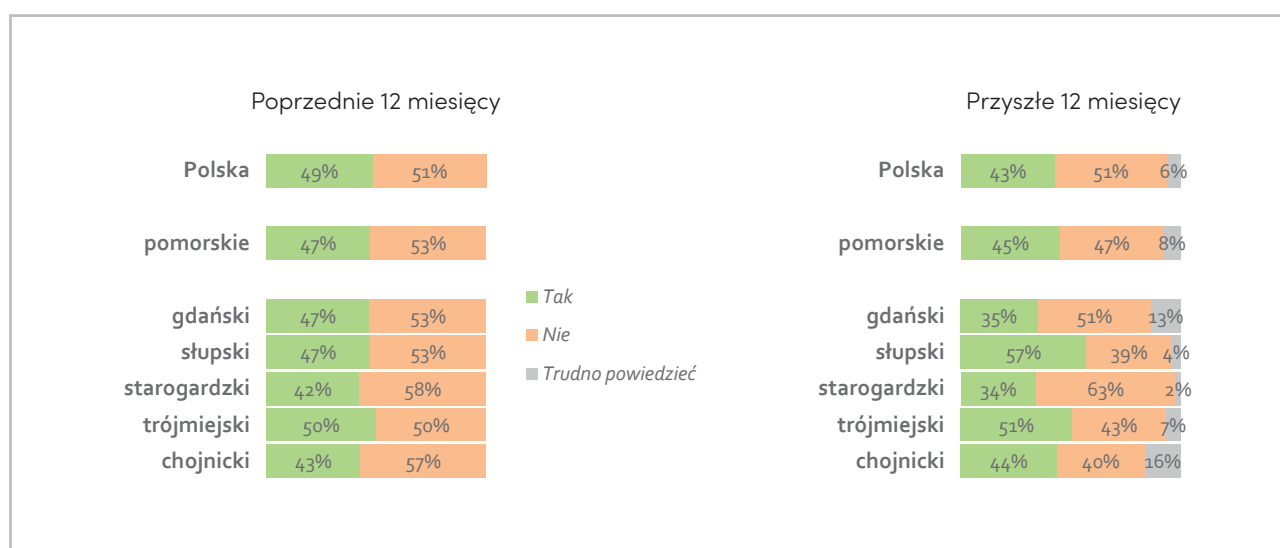 Poprzednie 12 miesięcy
Polska 49% 51%
pomorskie 47% 53%
gdański 47% 53%
słupski 47% 53%
starogardzki 42% 58%
trójmiejski 50% 50%
chojnicki 43% 57%
Tak
Nie
Trudno powiedzieć
Przyszłe 12 miesięcy
Polska 43% 51% 6%
pomorskie 45% 47% 8%
gdański 35% 51% 13%
słupski 57% 39% 4%
starogardzki 34% 63% 2%
trójmiejski 51% 43% 7%
chojnicki 44% 40% 16%